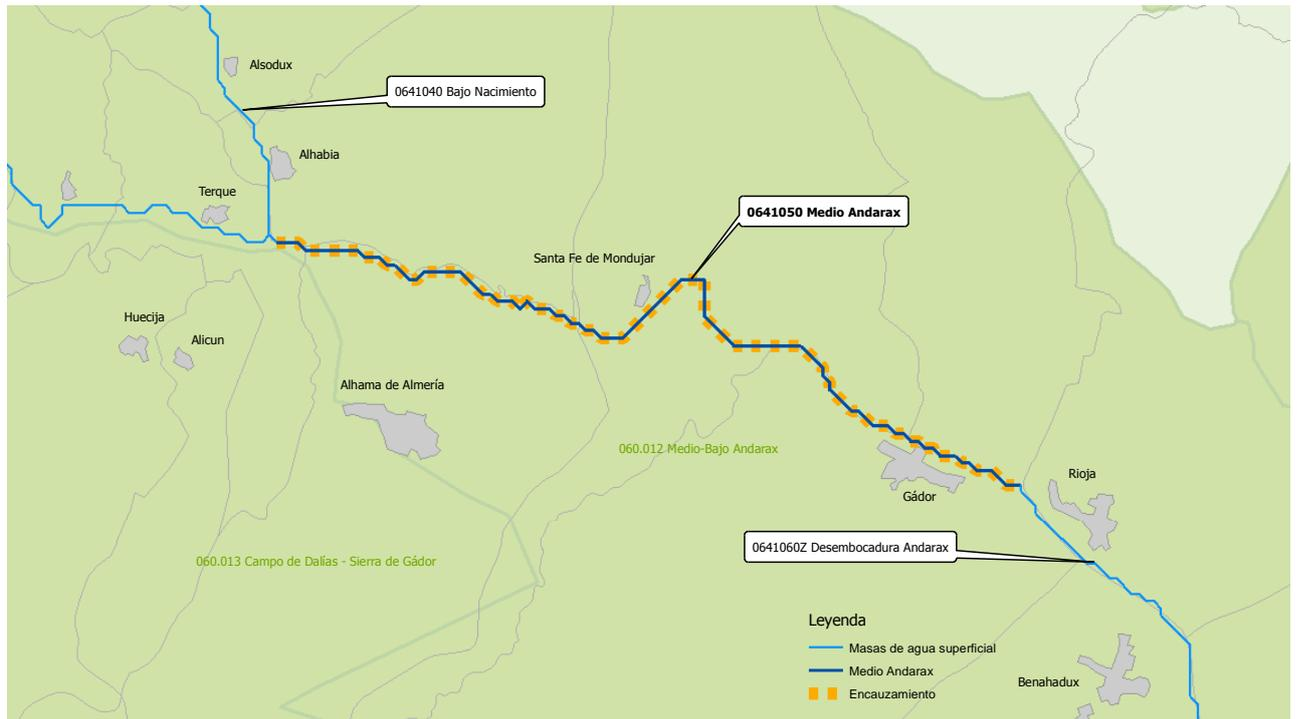 Alsodux
0641040 Bajo Nacimiento
Alhabia
Terque
0641050 Medio Andarax
Santa Fe de Mondujar
Huecija
Alicun
Alhama de Almería
060.012 Medio-Bajo Andarax
Rioja
Gádor
0641060Z Desembocadura Andarax
060.013 Campo de Dalías - Sierra de Gádor
Leyenda
Masas de agua superficial
Medio Andarax
Encauzamiento
Benahadux